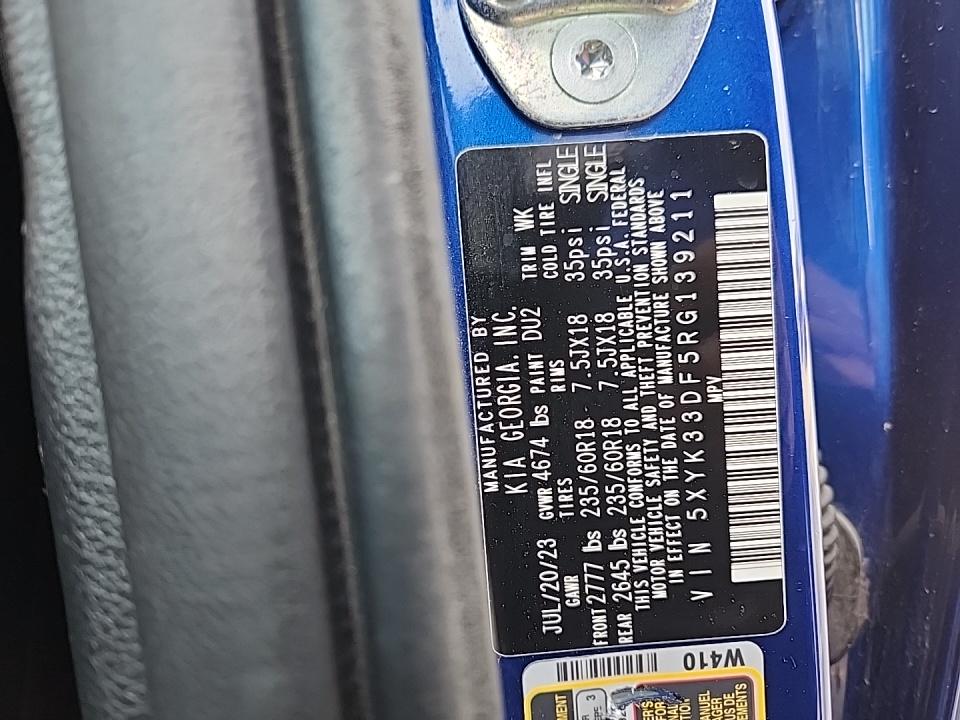 MANUFACTURED BY
KIA GEORGIA, INC.
JUL/20/23 GVWR 4674 lbs PAINT DU2 TRIM WK
GAWR TIRES RIMS COLD TIRE INFL
FRONT 2777 lbs 235/60R18 7.5JX18 35psi SINGLE
REAR 2645 lbs 235/60R18 7.5JX18 35psi SINGLE
THIS VEHICLE CONFORMS TO ALL APPLICABLE U.S.A. FEDERAL
MOTOR VEHICLE SAFETY AND THEFT PREVENTION STANDARDS
IN EFFECT ON THE DATE OF MANUFACTURE SHOWN ABOVE
VIN 5XYK33DF5RG139211
MPV
W410